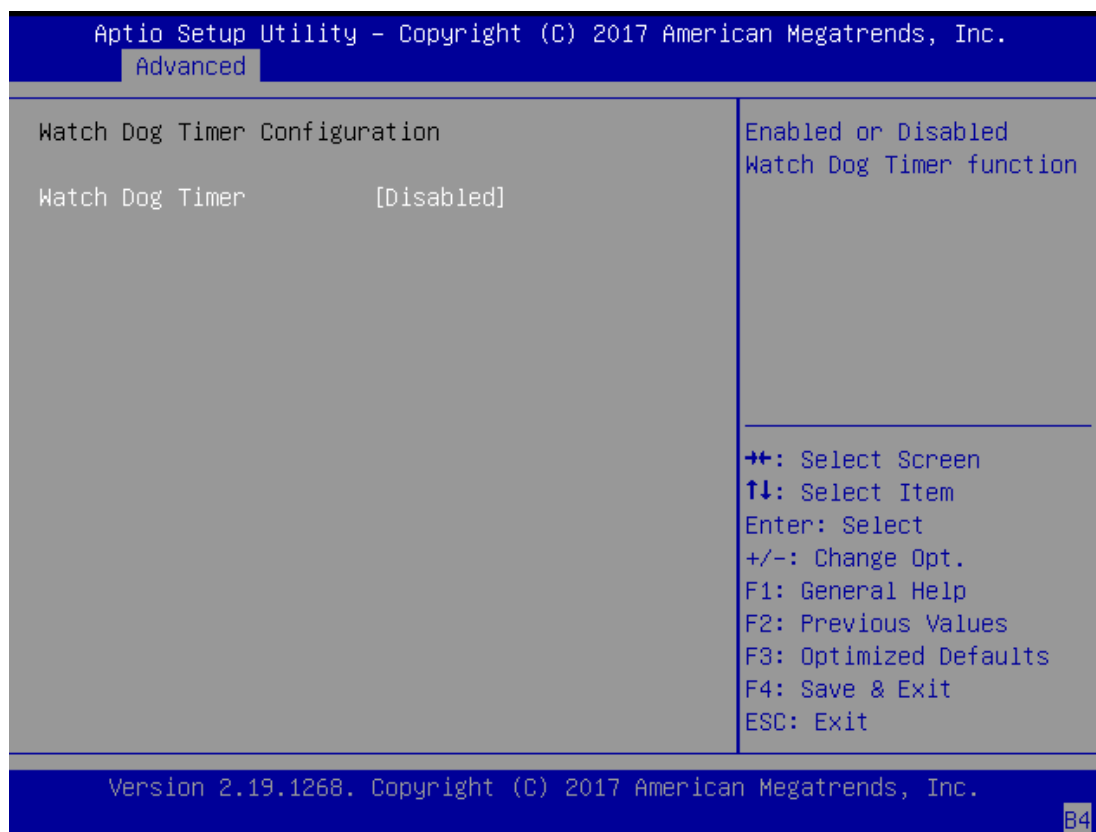 Aptio Setup Utility – Copyright (C) 2017 American Megatrends, Inc.
Advanced
Watch Dog Timer Configuration
Watch Dog Timer [Disabled]
Enabled or Disabled
Watch Dog Timer function
→←: Select Screen
↑↓: Select Item
Enter: Select
+/-: Change Opt.
F1: General Help
F2: Previous Values
F3: Optimized Defaults
F4: Save & Exit
ESC: Exit
Version 2.19.1268. Copyright (C) 2017 American Megatrends, Inc.
B4